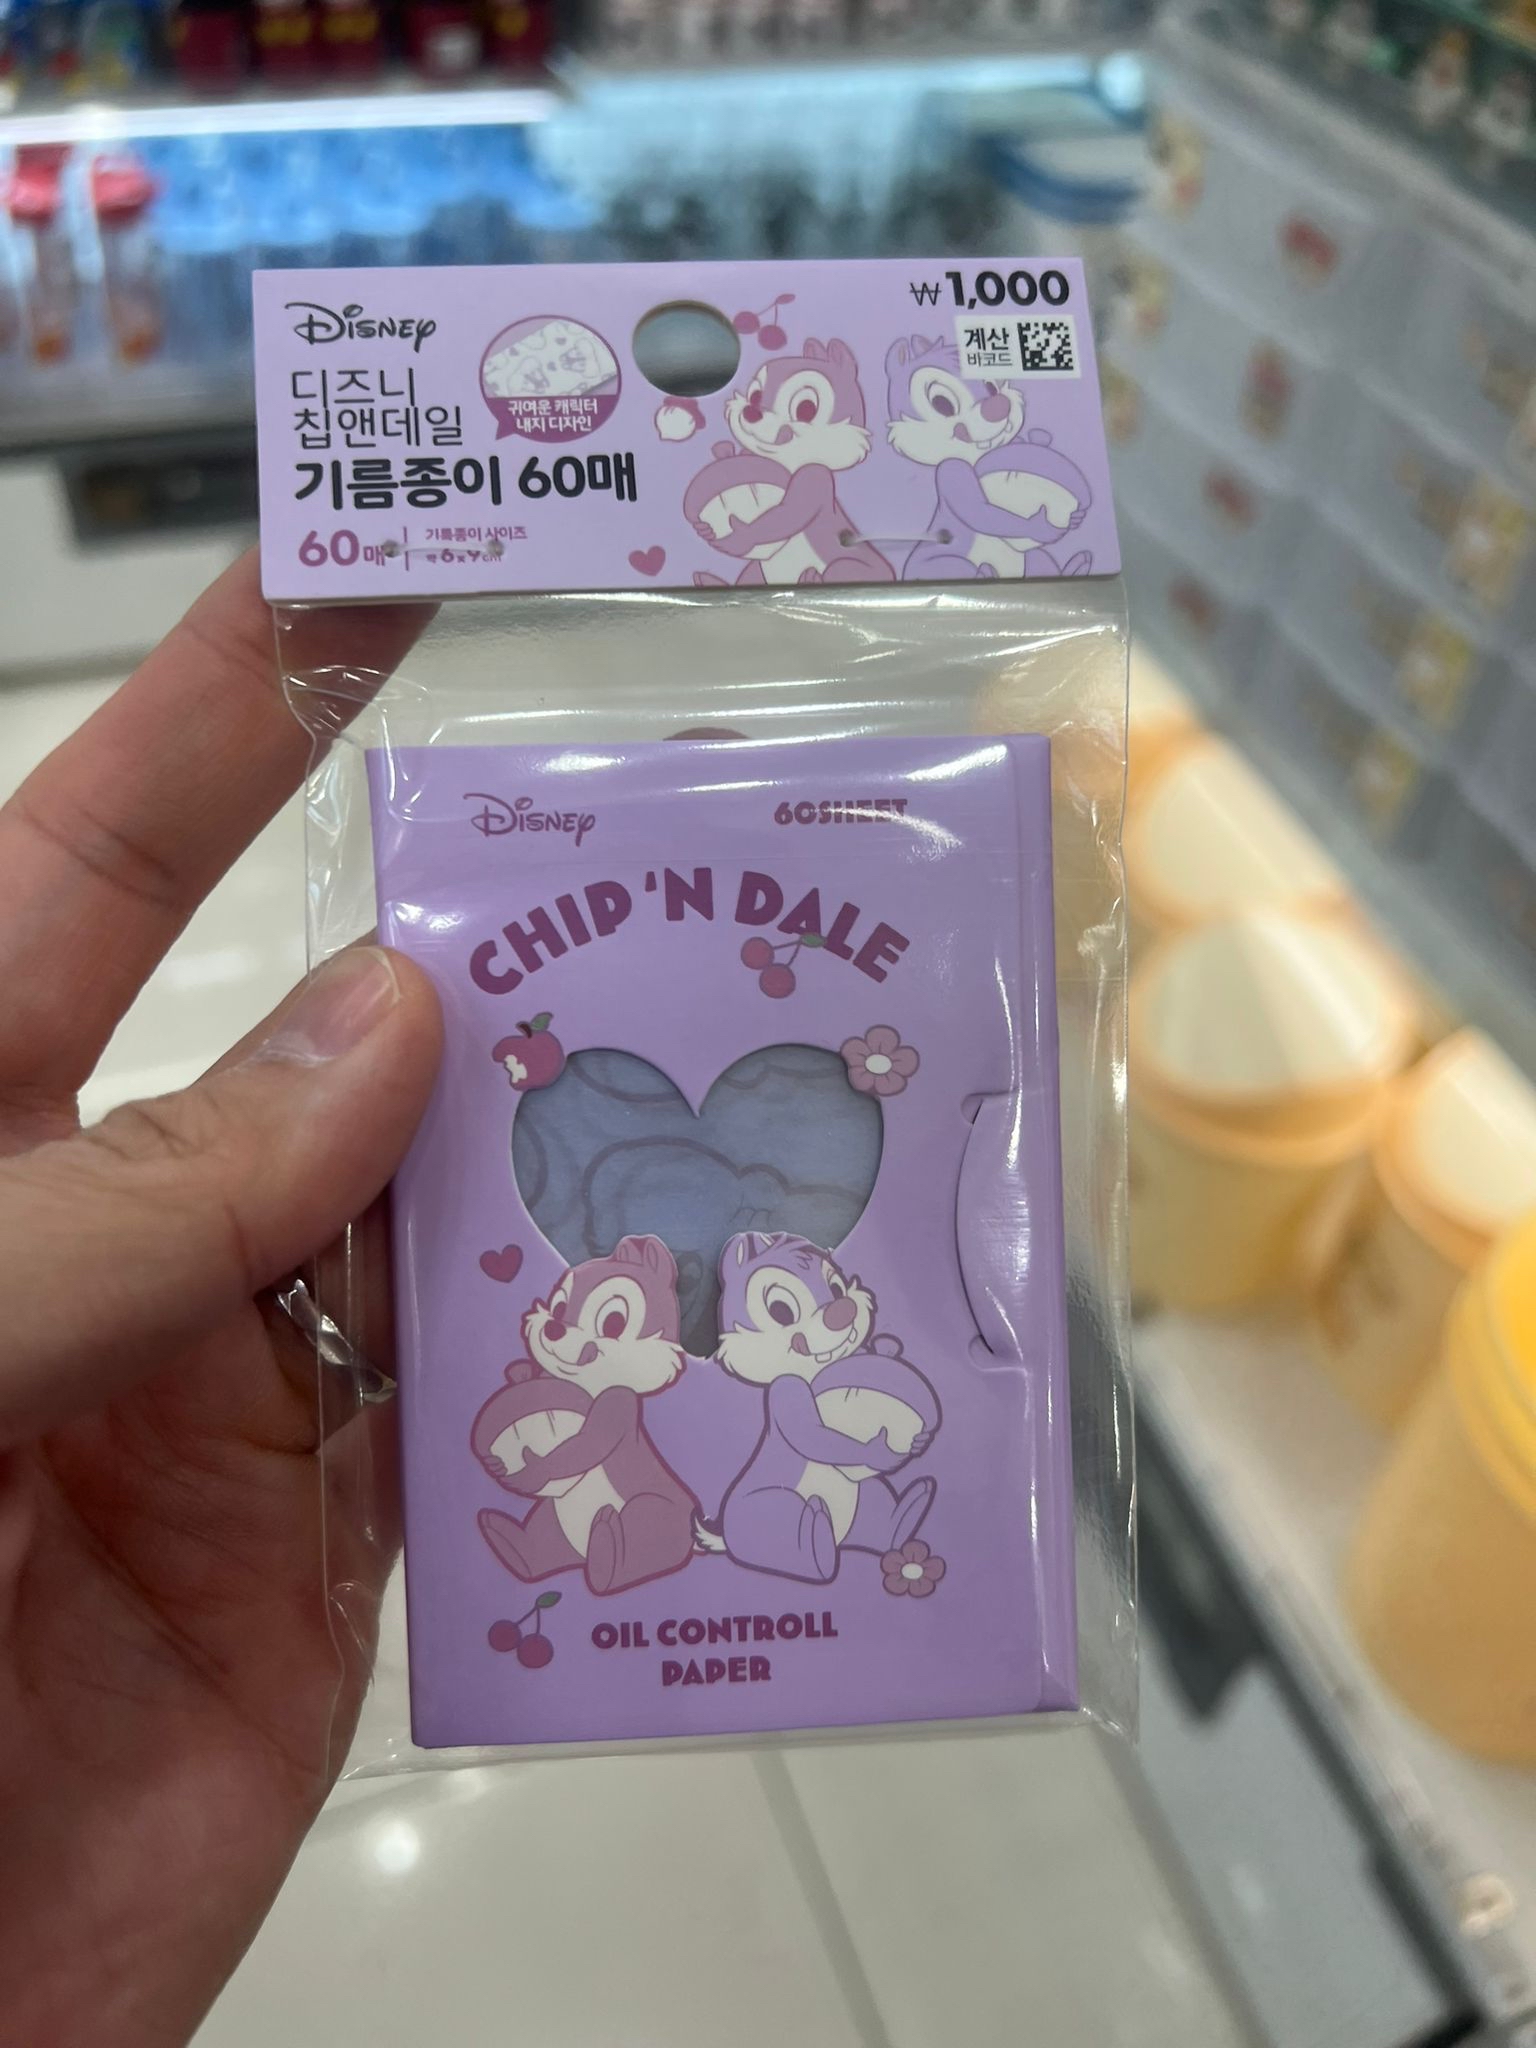 ₩1,000
Disney
계산
바코드
디즈니
칩앤데일
귀여운 캐릭터
내지 디자인
기름종이 60매
60매
기름종이 사이즈
약 6x9cm
Disney
60SHEET
CHIP 'N DALE
OIL CONTROLL
PAPER